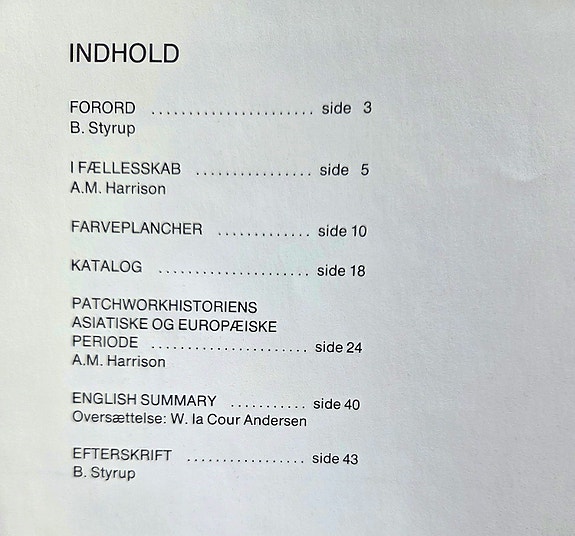 INDHOLD
FORORD ........................ side 3
B. Styrup
I FÆLLESSKAB ................. side 5
A.M. Harrison
FARVEPLANCHER ............. side 10
KATALOG ...................... side 18
PATCHWORKHISTORIENS
ASIATISKE OG EUROPÆISKE
PERIODE ....................... side 24
A.M. Harrison
ENGLISH SUMMARY ........... side 40
Oversættelse: W. la Cour Andersen
EFTERSKRIFT ................. side 43
B. Styrup